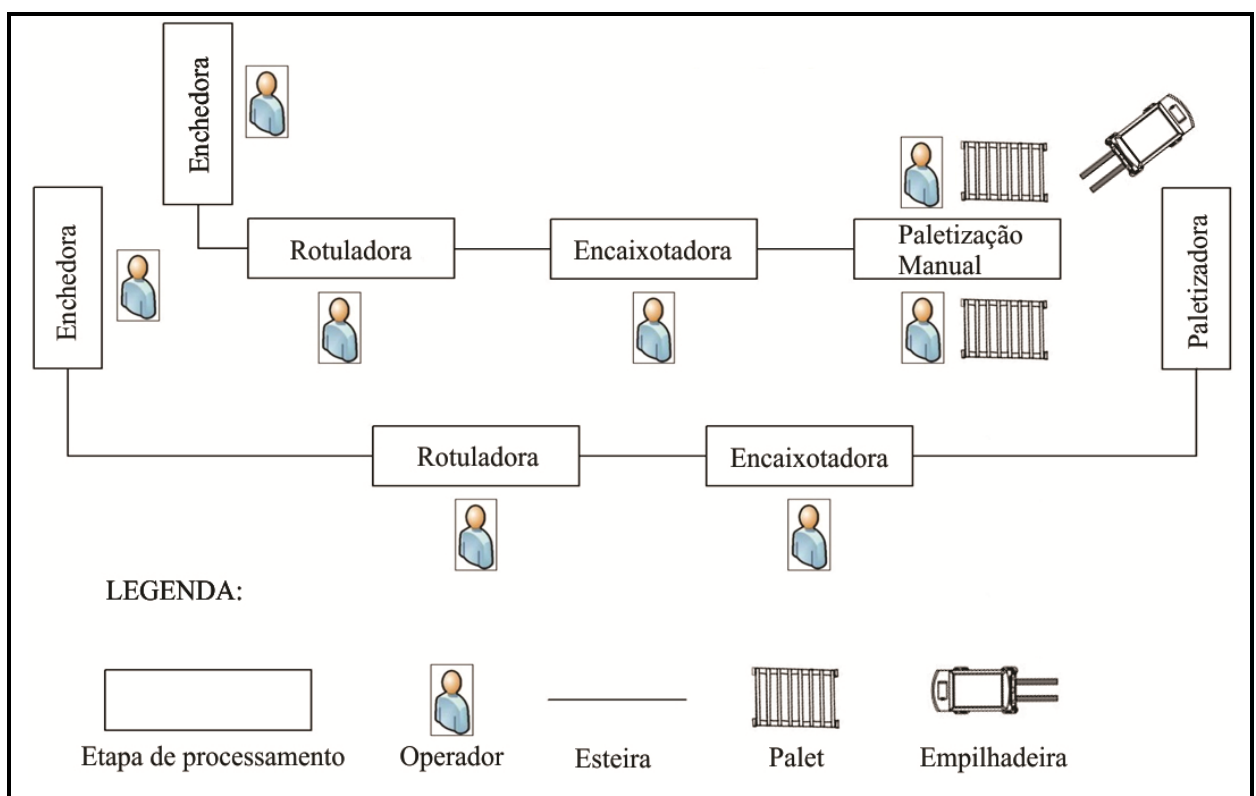 Enchedora
Enchedora
Rotuladora
Encaixotadora
Paletização
Manual
Paletizadora
Rotuladora
Encaixotadora
LEGENDA:
Etapa de processamento
Operador
Esteira
Palet
Empilhadeira